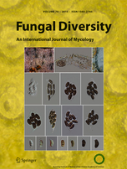 Fungal Diversity
An International Journal of Mycology
Springer